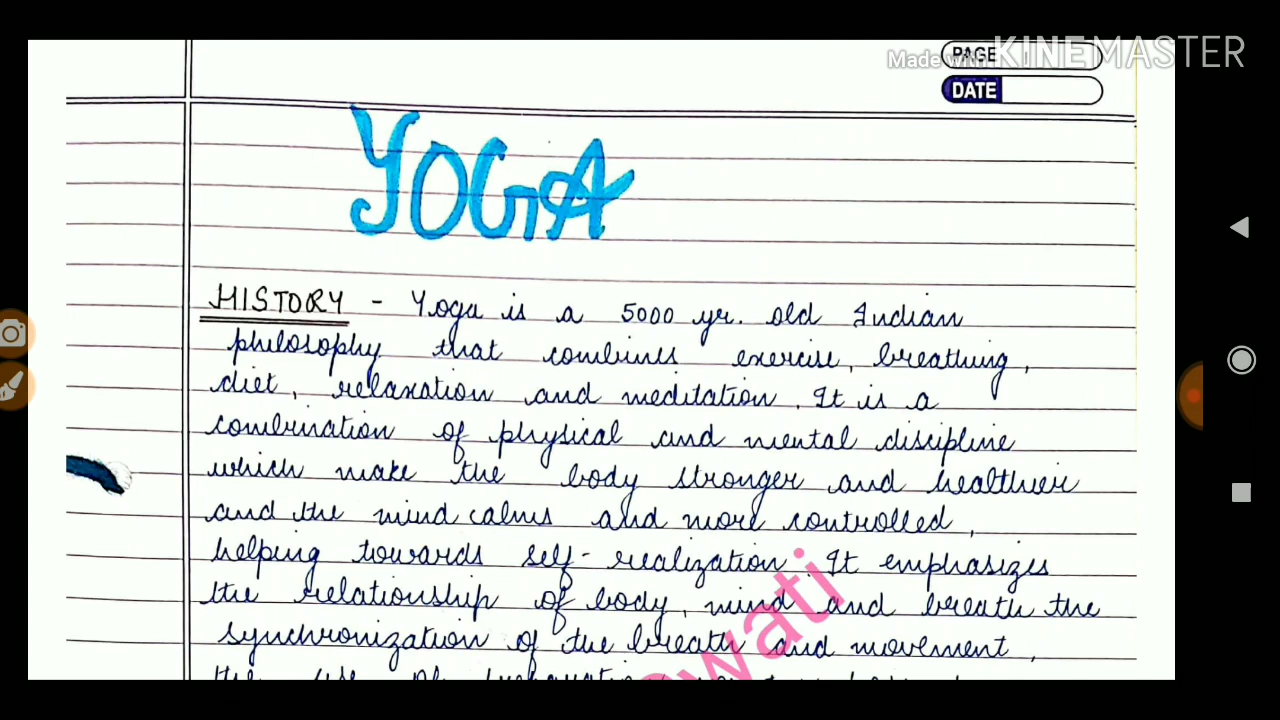 Made with KINEMASTER
PAGE
DATE
YOGA
HISTORY - Yoga is a 5000 yr. old Indian
philosophy that combines exercise, breathing,
diet, relaxation and meditation. It is a
combination of physical and mental discipline
which make the body stronger and healthier
and the mind calms and more controlled,
helping towards self-realization. It emphasizes
the relationship of body, mind and breath the
synchronization of the breath and movement,
the use of